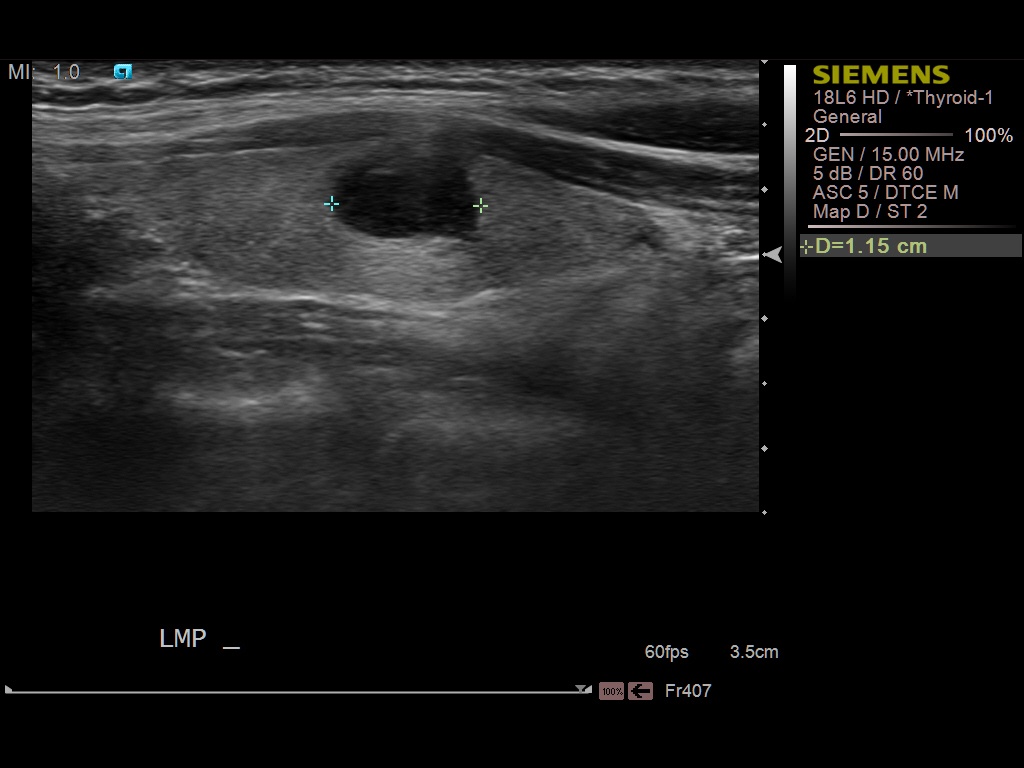 MI: 1.0
SIEMENS
18L6 HD / *Thyroid-1
General
2D 100%
GEN / 15.00 MHz
5 dB / DR 60
ASC 5 / DTCE M
Map D / ST 2
D=1.15 cm
LMP _
60fps 3.5cm
100% Fr407